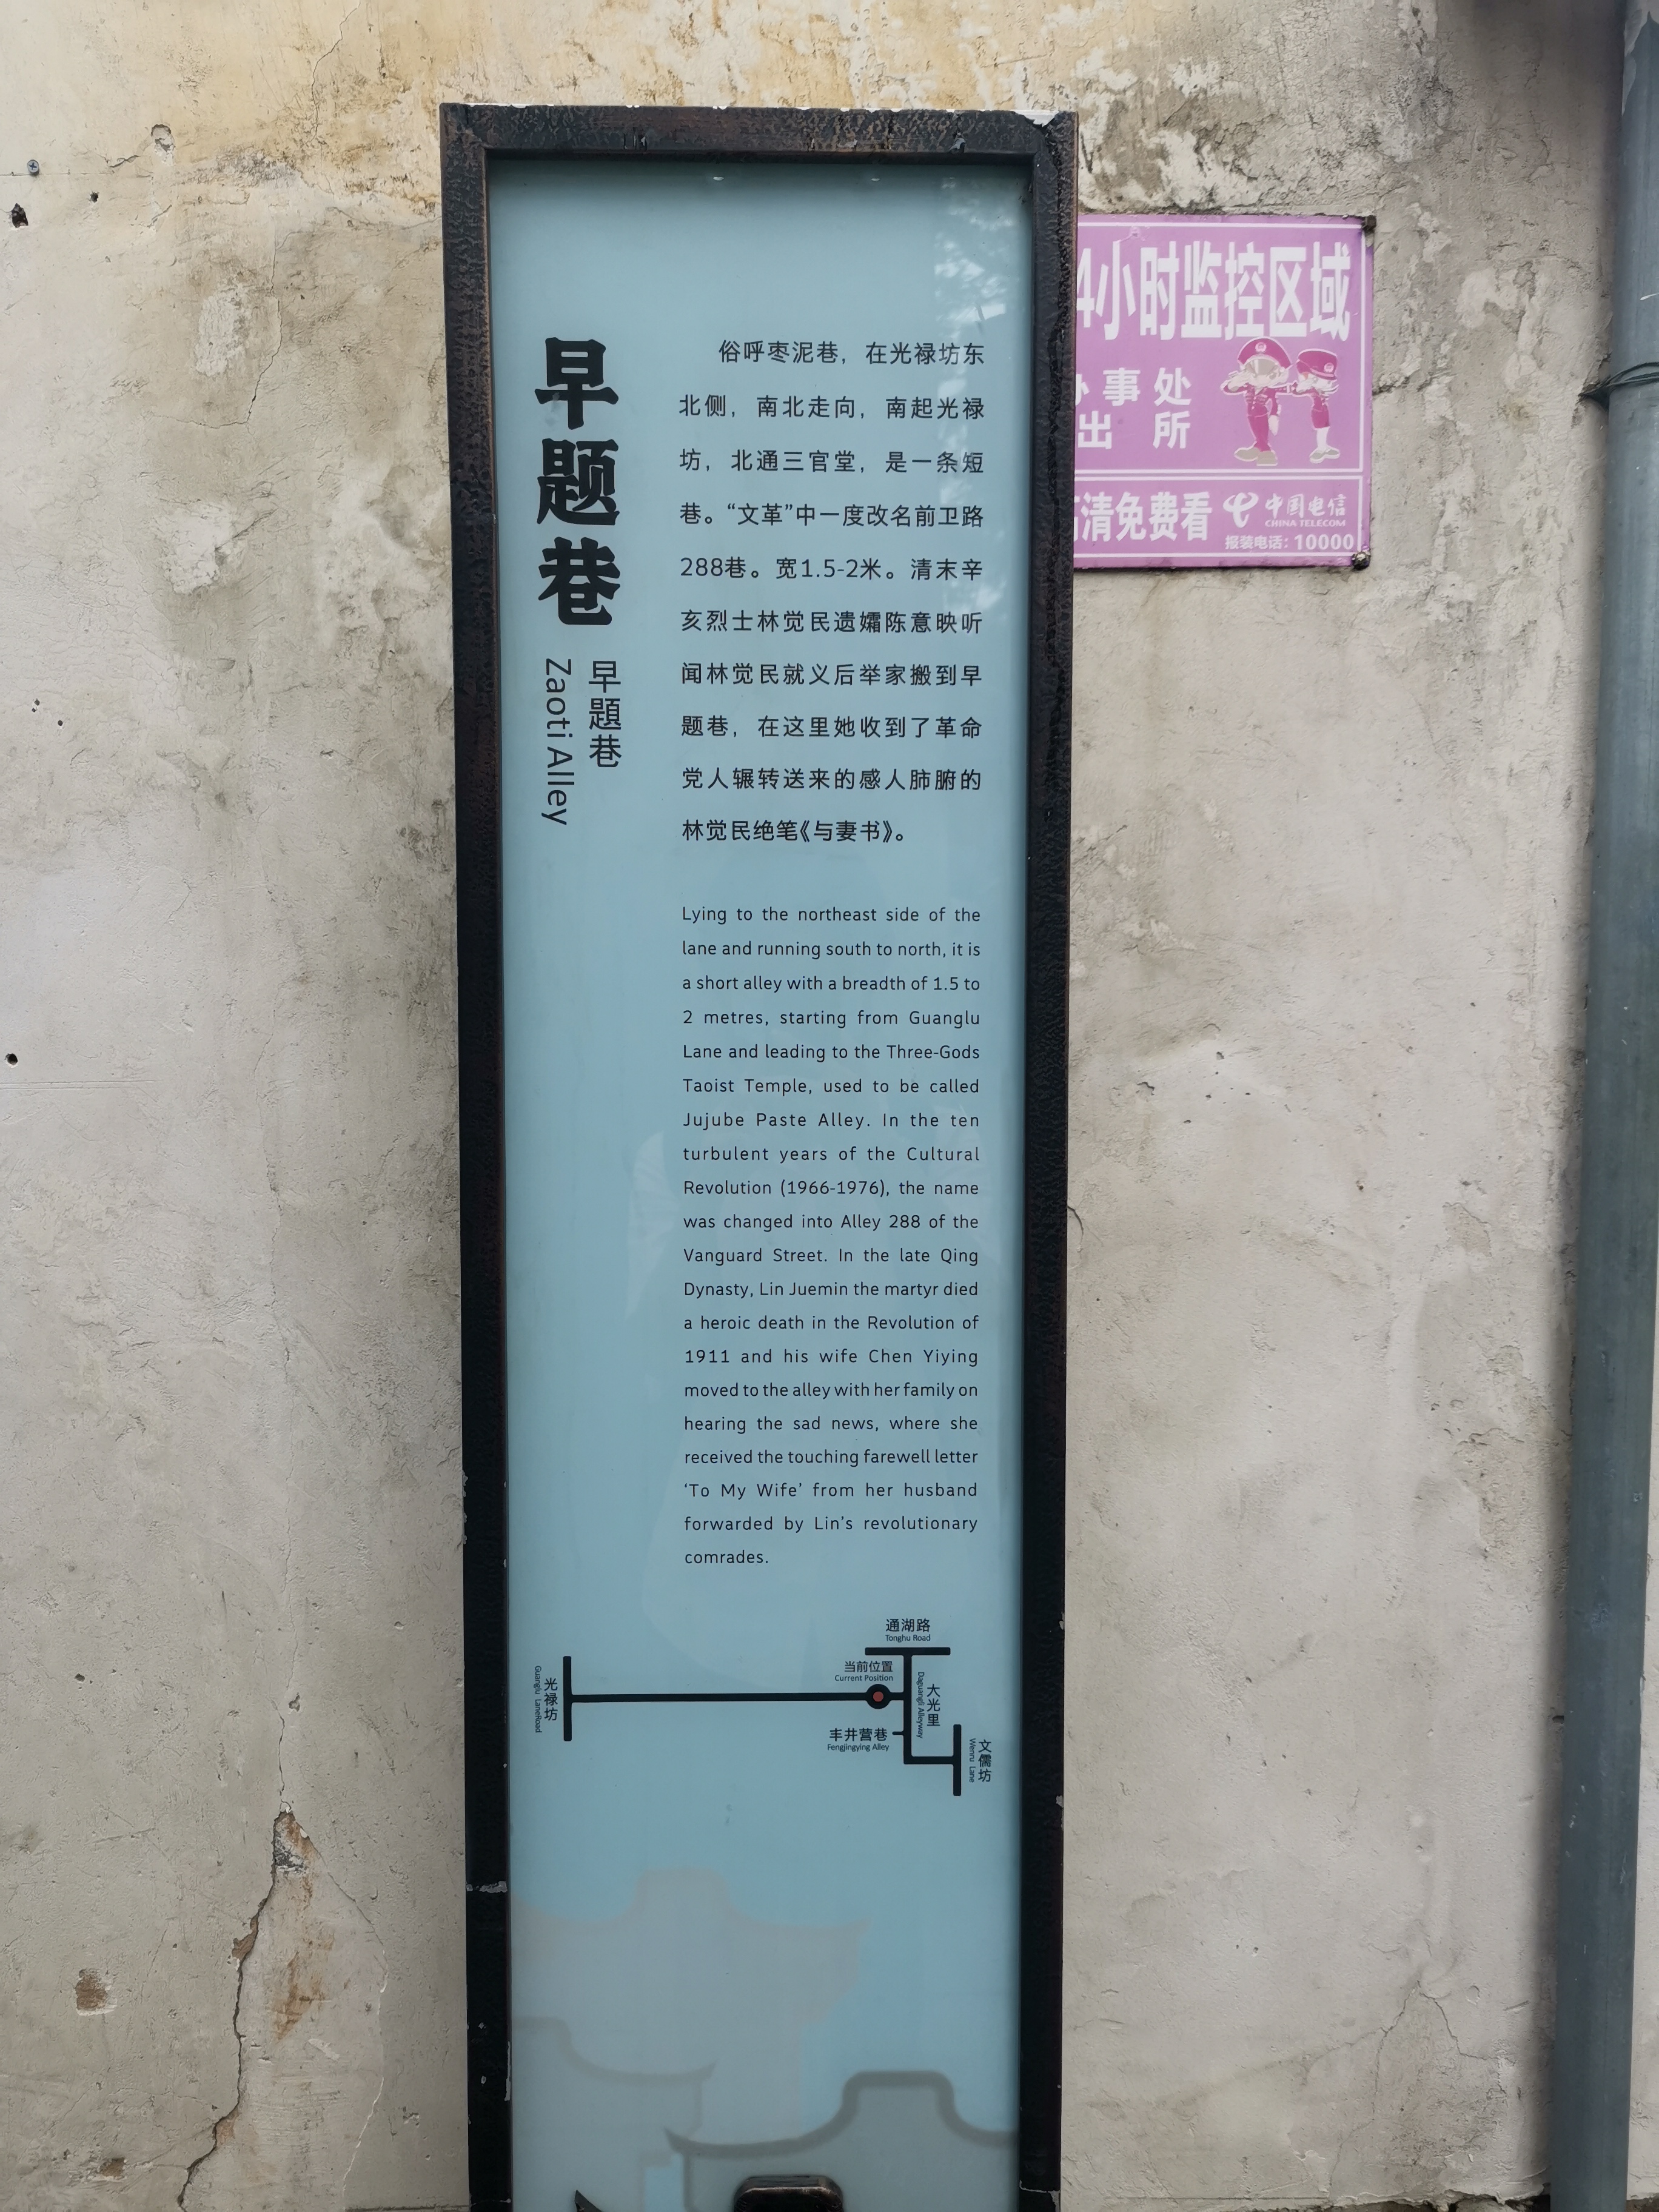 早题巷
早題巷
Zaoti Alley
俗呼枣泥巷，在光禄坊东
北侧，南北走向，南起光禄
坊，北通三官堂，是一条短
巷。“文革”中一度改名前卫路
288巷。宽1.5-2米。清末辛
亥烈士林觉民遗孀陈意映听
闻林觉民就义后举家搬到早
题巷，在这里她收到了革命
党人辗转送来的感人肺腑的
林觉民绝笔《与妻书》。
Lying to the northeast side of the
lane and running south to north, it is
a short alley with a breadth of 1.5 to
2 metres, starting from Guanglu
Lane and leading to the Three-Gods
Taoist Temple, used to be called
Jujube Paste Alley. In the ten
turbulent years of the Cultural
Revolution (1966-1976), the name
was changed into Alley 288 of the
Vanguard Street. In the late Qing
Dynasty, Lin Juemin the martyr died
a heroic death in the Revolution of
1911 and his wife Chen Yiying
moved to the alley with her family on
hearing the sad news, where she
received the touching farewell letter
‘To My Wife’ from her husband
forwarded by Lin’s revolutionary
comrades.
通湖路
Tonghu Road
当前位置
Current Position
大光里
Daguangli Alleyway
光禄坊
Guanglu LaneRoad
丰井营巷
Fengjingying Alley
文儒坊
Wenru Lane
4小时监控区域
事处
出 所
清免费看
中国电信
CHINA TELECOM
报装电话：10000